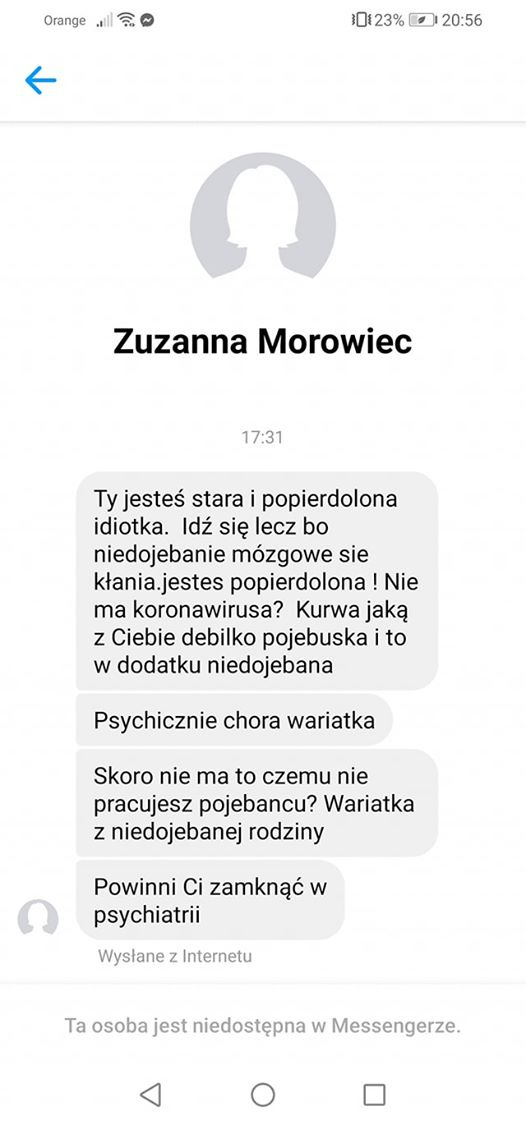 Orange 23% 20:56
Zuzanna Morowiec
17:31
Ty jesteś stara i popierdolona
idiotka.  Idź się lecz bo
niedojebanie mózgowe sie
kłania.jestes popierdolona ! Nie
ma koronawirusa?  Kurwa jaką
z Ciebie debilko pojebuska i to
w dodatku niedojebana
Psychicznie chora wariatka
Skoro nie ma to czemu nie
pracujesz pojebancu? Wariatka
z niedojebanej rodziny
Powinni Ci zamknąć w
psychiatrii
Wysłane z Internetu
Ta osoba jest niedostępna w Messengerze.